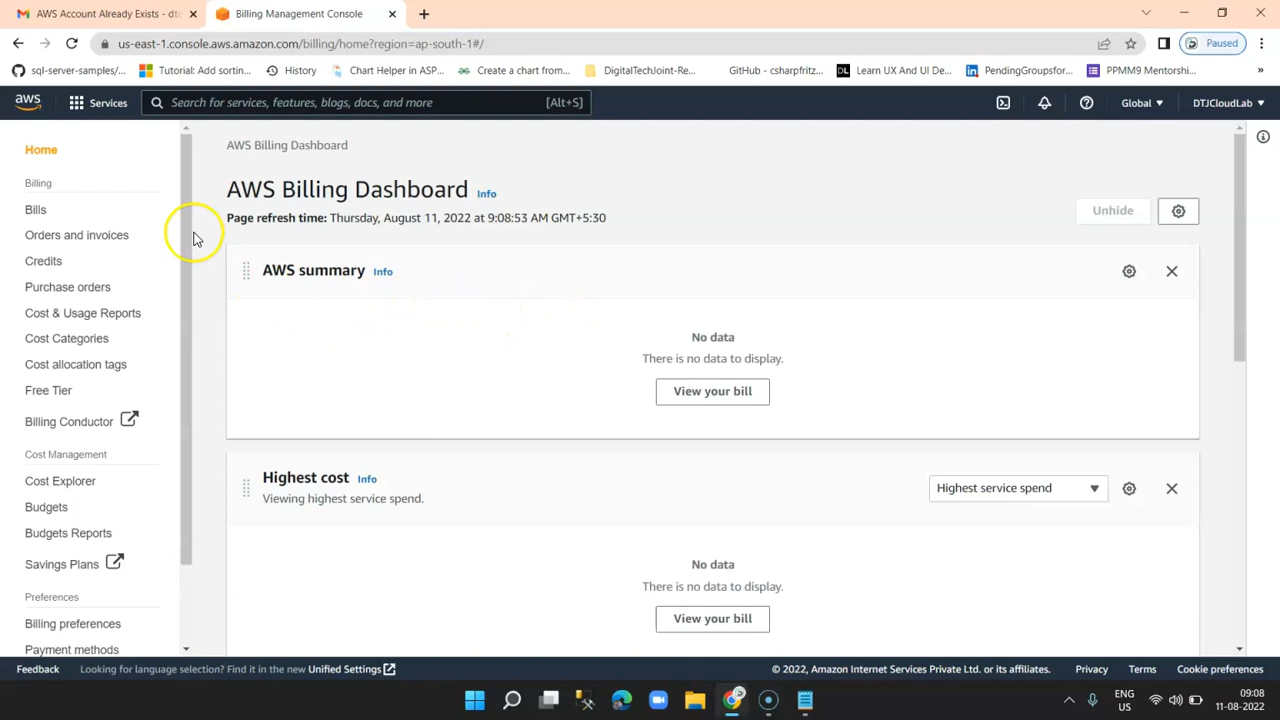 AWS Account Already Exists - dte
Billing Management Console
us-east-1.console.aws.amazon.com/billing/home?region=ap-south-1#/
Paused
sql-server-samples/...
Tutorial: Add sortin...
History
Chart Helper in ASP...
Create a chart from...
DigitalTechJoint-Re...
GitHub - csharpfritz...
DL
Learn UX And UI De...
PendingGroupsfor...
PPMM9 Mentorshi...
»
aws
Services
Search for services, features, blogs, docs, and more
[Alt+S]
Global
DTJCloudLab
Home
Billing
Bills
Orders and invoices
Credits
Purchase orders
Cost & Usage Reports
Cost Categories
Cost allocation tags
Free Tier
Billing Conductor
Cost Management
Cost Explorer
Budgets
Budgets Reports
Savings Plans
Preferences
Billing preferences
Payment methods
AWS Billing Dashboard
AWS Billing Dashboard Info
Page refresh time: Thursday, August 11, 2022 at 9:08:53 AM GMT+5:30
Unhide
AWS summary Info
No data
There is no data to display.
View your bill
Highest cost Info
Viewing highest service spend.
Highest service spend
No data
There is no data to display.
View your bill
Feedback
Looking for language selection? Find it in the new Unified Settings
© 2022, Amazon Internet Services Private Ltd. or its affiliates.
Privacy
Terms
Cookie preferences
ENG
US
09:08
11-08-2022